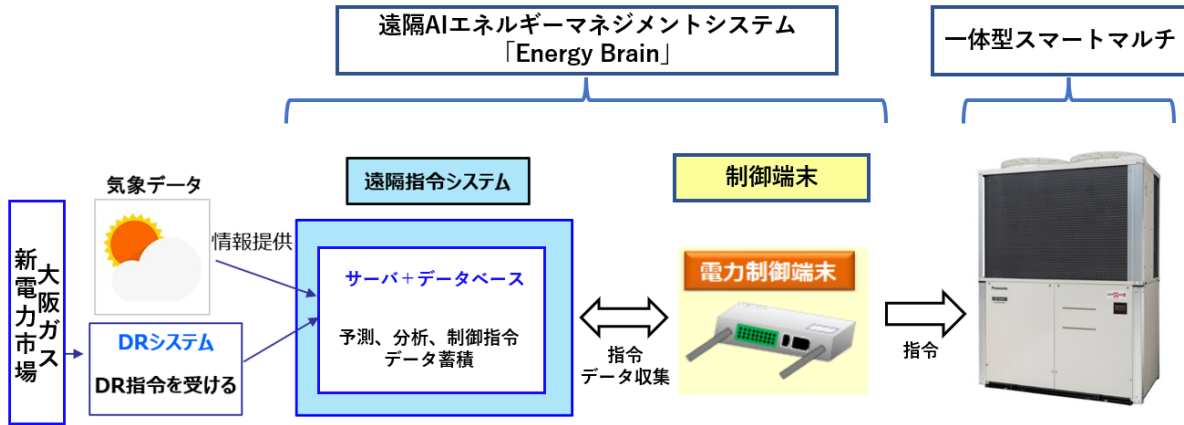 遠隔AIエネルギーマネジメントシステム
「Energy Brain」
一体型スマートマルチ
気象データ
遠隔指令システム
制御端末
大阪ガス
新電力市場
情報提供
サーバ+データベース
予測、分析、制御指令
データ蓄積
DRシステム
DR指令を受ける
電力制御端末
指令
データ収集
指令
Panasonic